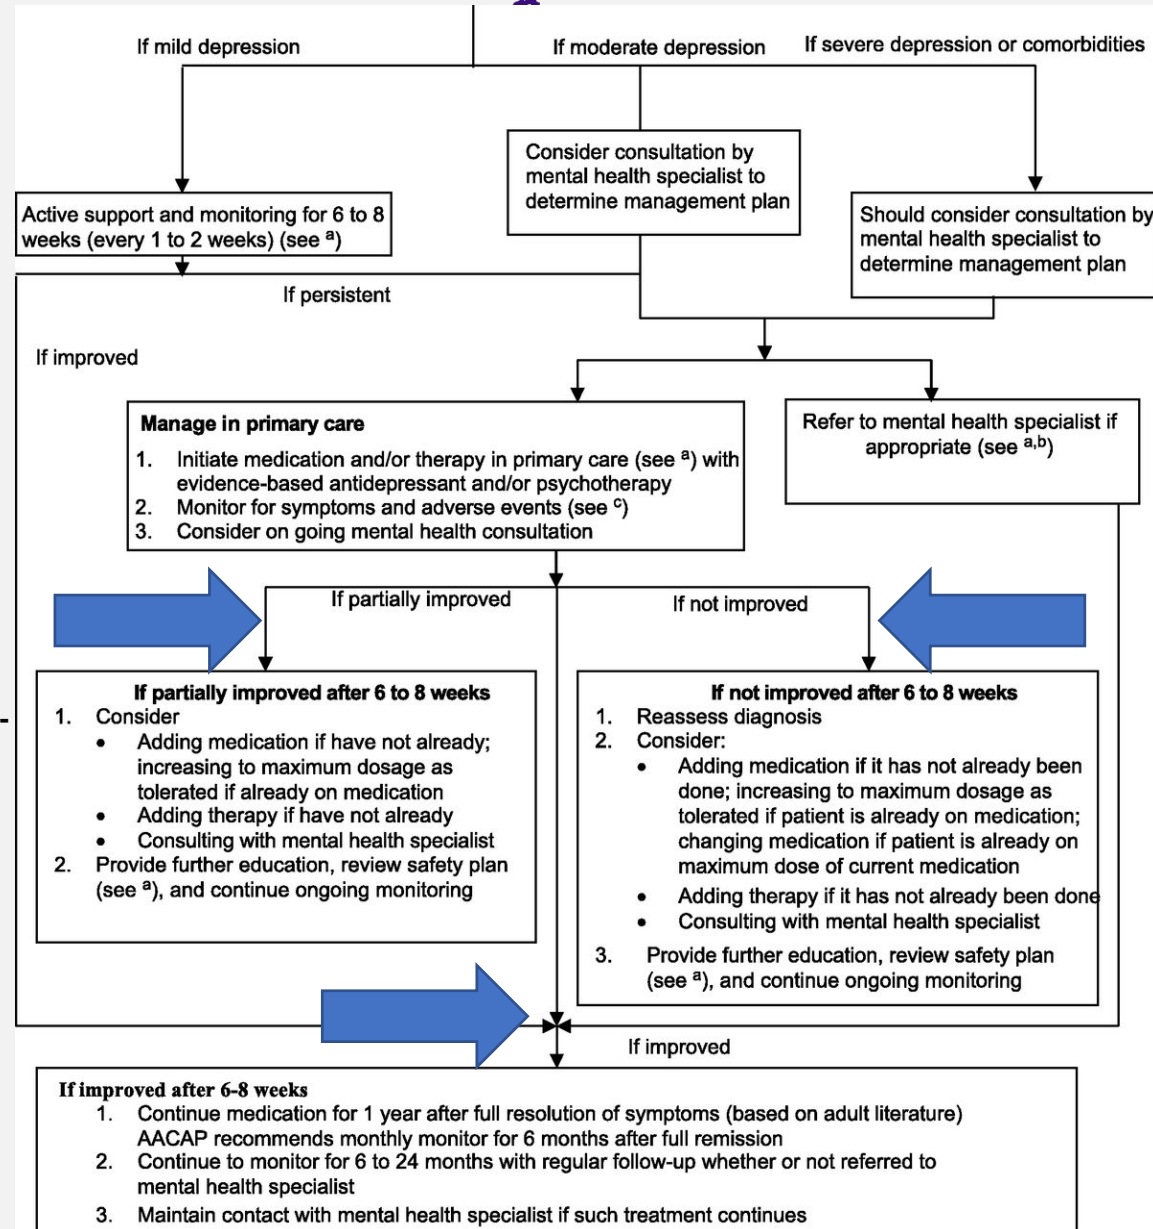 If mild depression
If moderate depression
If severe depression or comorbidities
Consider consultation by
mental health specialist to
determine management plan
Active support and monitoring for 6 to 8
weeks (every 1 to 2 weeks) (see a)
Should consider consultation by
mental health specialist to
determine management plan
If persistent
If improved
Manage in primary care
1. Initiate medication and/or therapy in primary care (see a) with
evidence-based antidepressant and/or psychotherapy
2. Monitor for symptoms and adverse events (see c)
3. Consider on going mental health consultation
Refer to mental health specialist if
appropriate (see a,b)
If partially improved
If not improved
If partially improved after 6 to 8 weeks
1. Consider
• Adding medication if have not already;
increasing to maximum dosage as
tolerated if already on medication
• Adding therapy if have not already
• Consulting with mental health specialist
2. Provide further education, review safety plan
(see a), and continue ongoing monitoring
If not improved after 6 to 8 weeks
1. Reassess diagnosis
2. Consider:
• Adding medication if it has not already been
done; increasing to maximum dosage as
tolerated if patient is already on medication;
changing medication if patient is already on
maximum dose of current medication
• Adding therapy if it has not already been done
• Consulting with mental health specialist
3. Provide further education, review safety plan
(see a), and continue ongoing monitoring
If improved
If improved after 6-8 weeks
1. Continue medication for 1 year after full resolution of symptoms (based on adult literature)
AACAP recommends monthly monitor for 6 months after full remission
2. Continue to monitor for 6 to 24 months with regular follow-up whether or not referred to
mental health specialist
3. Maintain contact with mental health specialist if such treatment continues